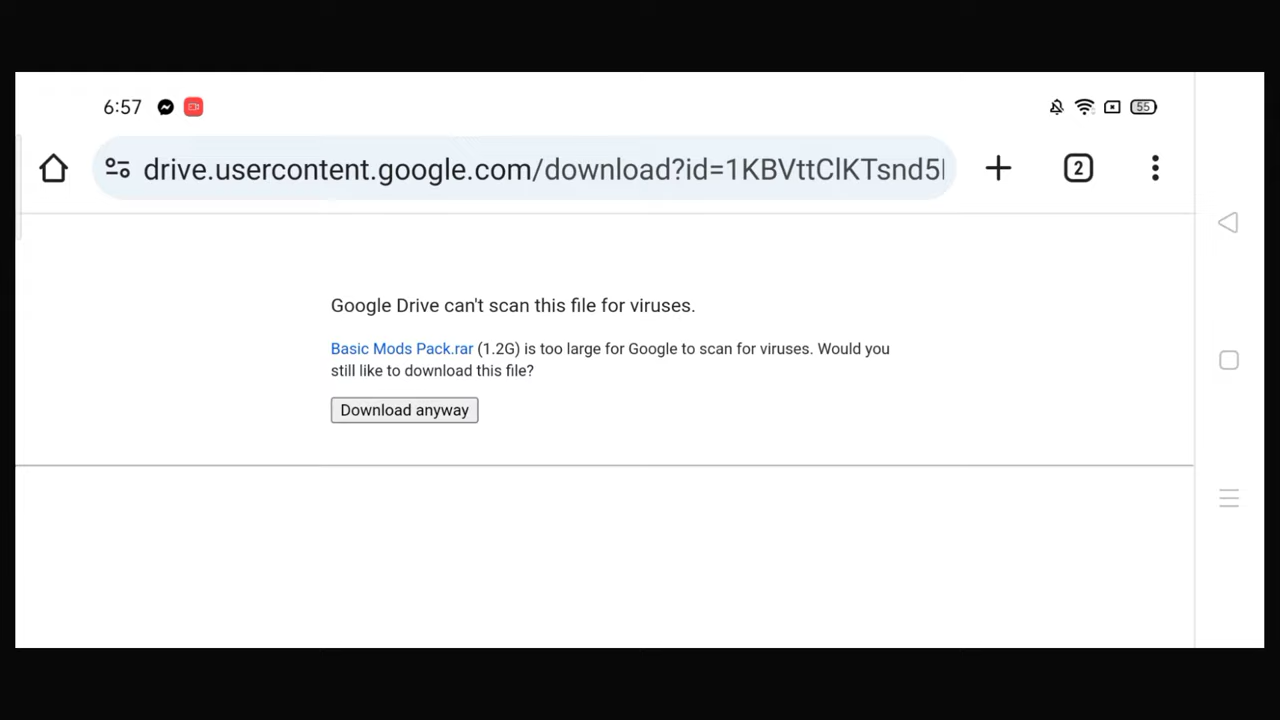 6:57
55
drive.usercontent.google.com/download?id=1KBVttClKTsnd5
2
Google Drive can't scan this file for viruses.
Basic Mods Pack.rar (1.2G) is too large for Google to scan for viruses. Would you
still like to download this file?
Download anyway